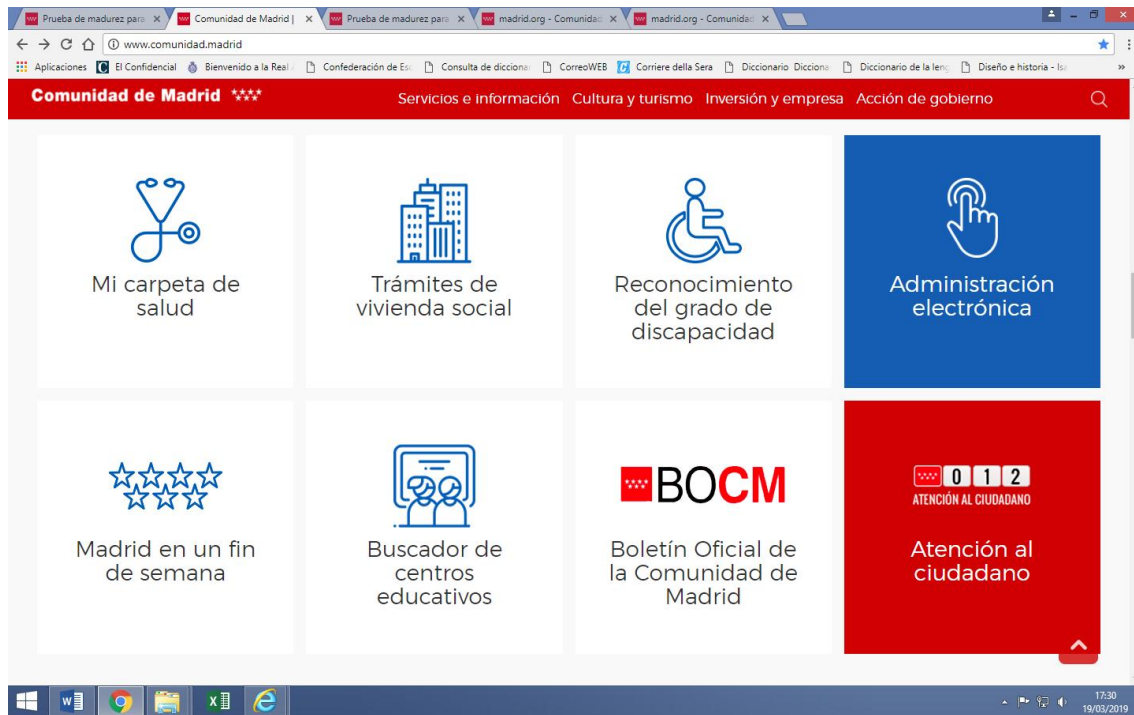 Prueba de madurez para
Comunidad de Madrid |
Prueba de madurez para
madrid.org - Comunidad
madrid.org - Comunidad
www.comunidad.madrid
Aplicaciones
El Confidencial
Bienvenido a la Real
Confederación de Esc
Consulta de dicciona
CorreoWEB
Corriere della Sera
Diccionario Dicciona
Diccionario de la leng
Diseño e historia - Isa
»
Comunidad de Madrid
Servicios e información
Cultura y turismo
Inversión y empresa
Acción de gobierno
Mi carpeta de
salud
Trámites de
vivienda social
Reconocimiento
del grado de
discapacidad
Administración
electrónica
Madrid en un fin
de semana
Buscador de
centros
educativos
BOCM
Boletín Oficial de
la Comunidad de
Madrid
0 1 2
ATENCIÓN AL CIUDADANO
Atención al
ciudadano
17:30
19/03/2019